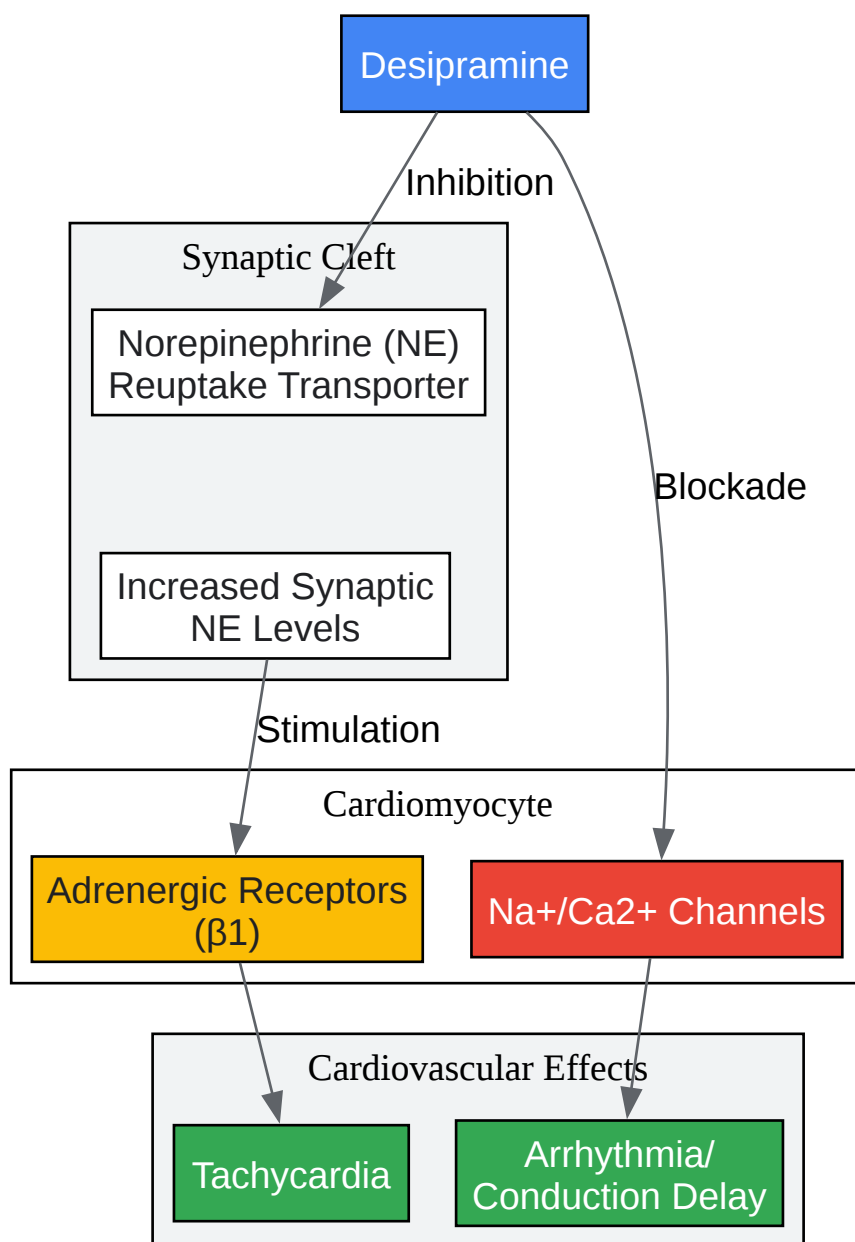 Desipramine
Inhibition
Synaptic Cleft
Norepinephrine (NE)
Reuptake Transporter
Blockade
Increased Synaptic
NE Levels
Stimulation
Cardiomyocyte
Adrenergic Receptors
(β1)
Na+/Ca2+ Channels
Cardiovascular Effects
Tachycardia
Arrhythmia/
Conduction Delay